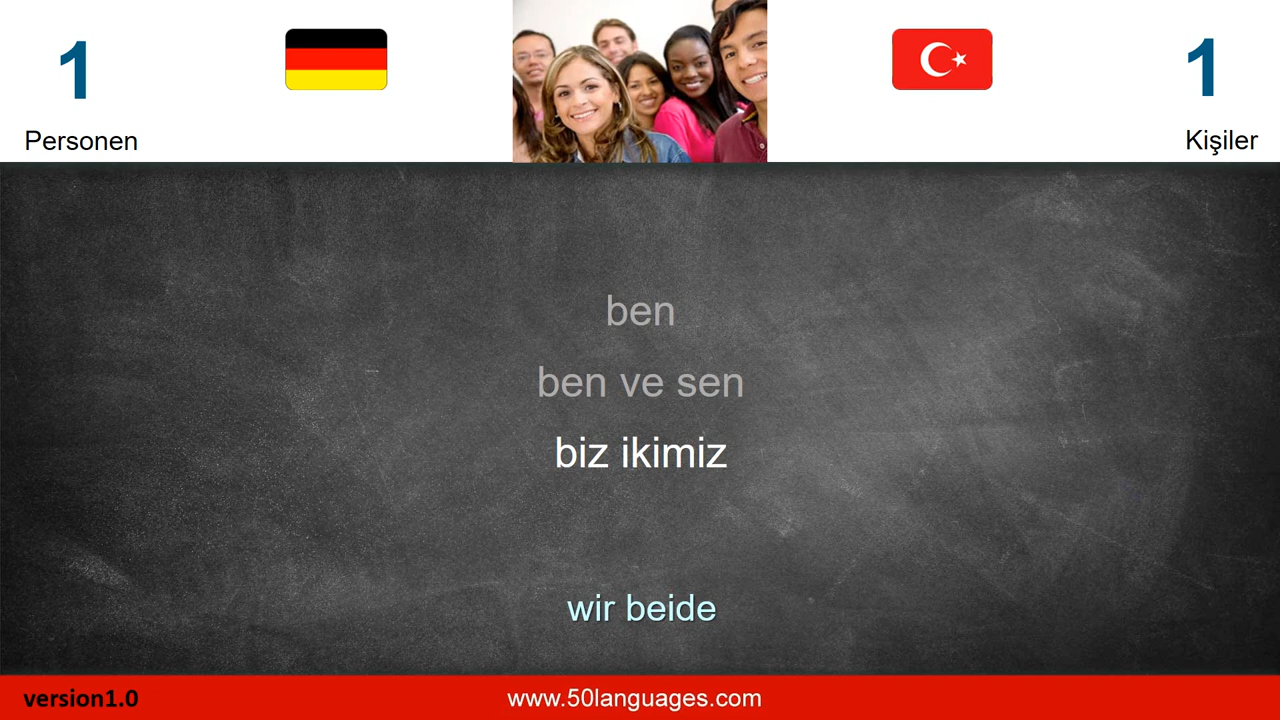 1
1
Personen
Kişiler
ben
ben ve sen
biz ikimiz
wir beide
version1.0
www.50languages.com